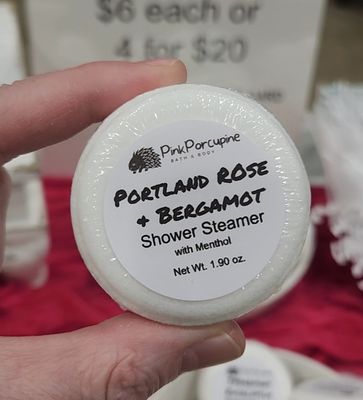 $6 each or
4 for $20
PinkPorcupine
BATH & BODY
PORTLAND ROSE
& BERGAMOT
Shower Steamer
with Menthol
Net Wt. 1.90 oz.